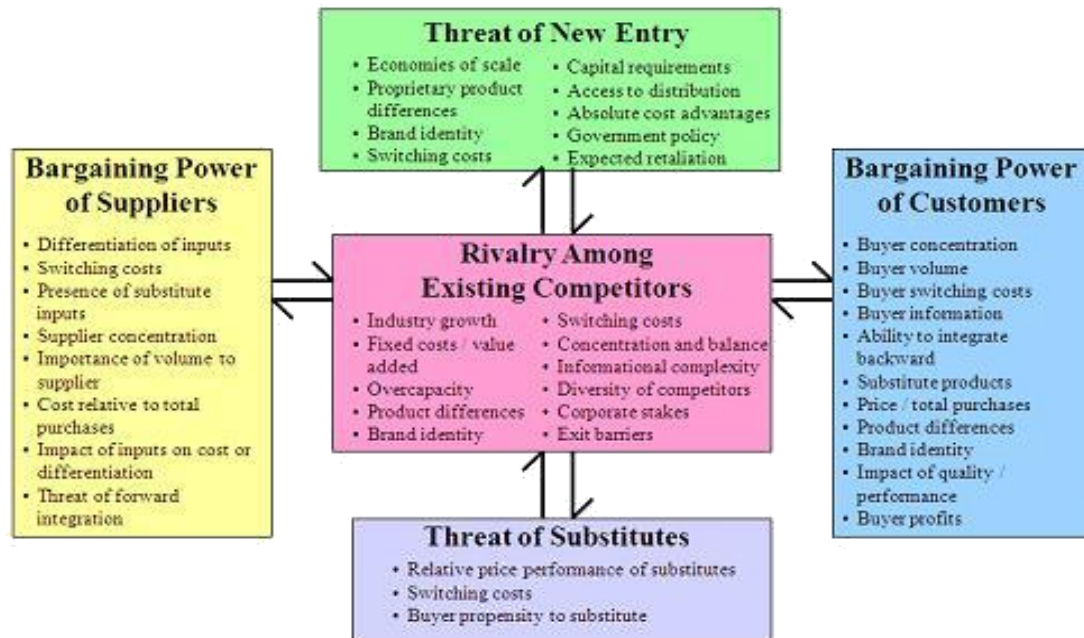 Threat of New Entry
• Economies of scale
• Proprietary product
differences
• Brand identity
• Switching costs
• Capital requirements
• Access to distribution
• Absolute cost advantages
• Government policy
• Expected retaliation
Bargaining Power
of Suppliers
• Differentiation of inputs
• Switching costs
• Presence of substitute
inputs
• Supplier concentration
• Importance of volume to
supplier
• Cost relative to total
purchases
• Impact of inputs on cost or
differentiation
• Threat of forward
integration
Rivalry Among
Existing Competitors
• Industry growth
• Fixed costs / value
added
• Overcapacity
• Product differences
• Brand identity
• Switching costs
• Concentration and balance
• Informational complexity
• Diversity of competitors
• Corporate stakes
• Exit barriers
Bargaining Power
of Customers
• Buyer concentration
• Buyer volume
• Buyer switching costs
• Buyer information
• Ability to integrate
backward
• Substitute products
• Price / total purchases
• Product differences
• Brand identity
• Impact of quality /
performance
• Buyer profits
Threat of Substitutes
• Relative price performance of substitutes
• Switching costs
• Buyer propensity to substitute